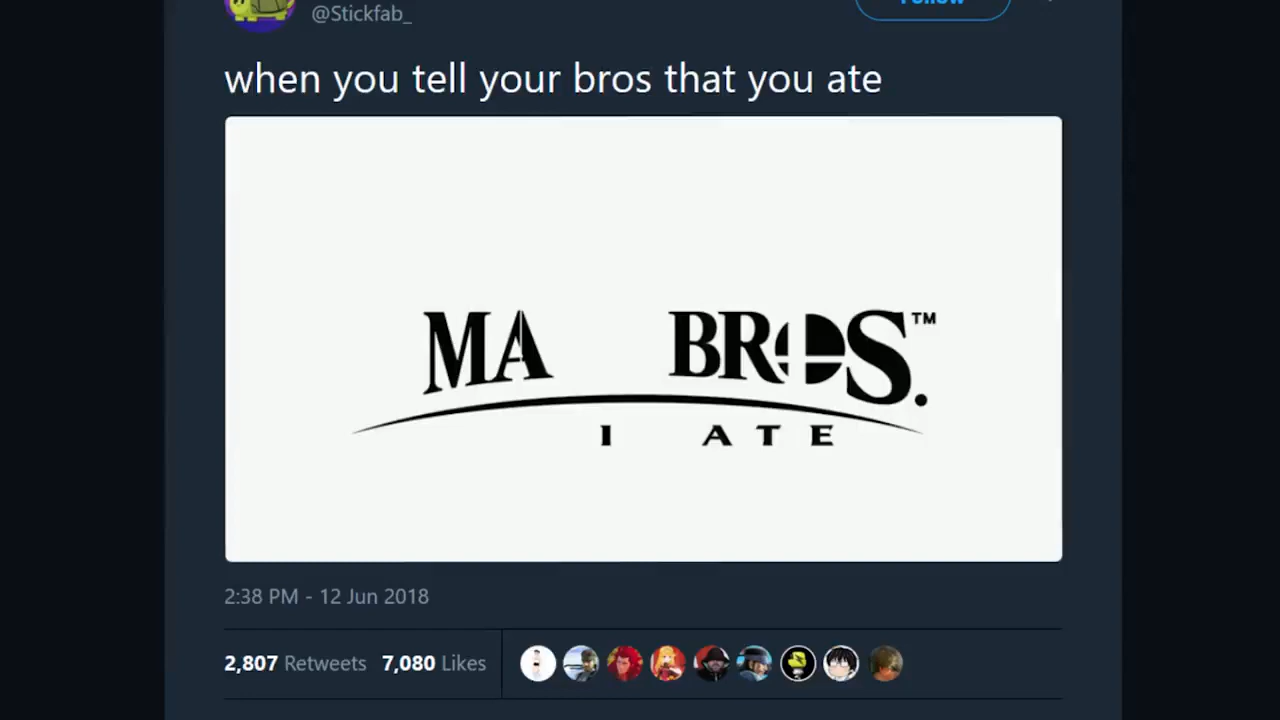 @Stickfab_
Follow
when you tell your bros that you ate
MA BROS.™
I ATE
2:38 PM - 12 Jun 2018
2,807 Retweets 7,080 Likes